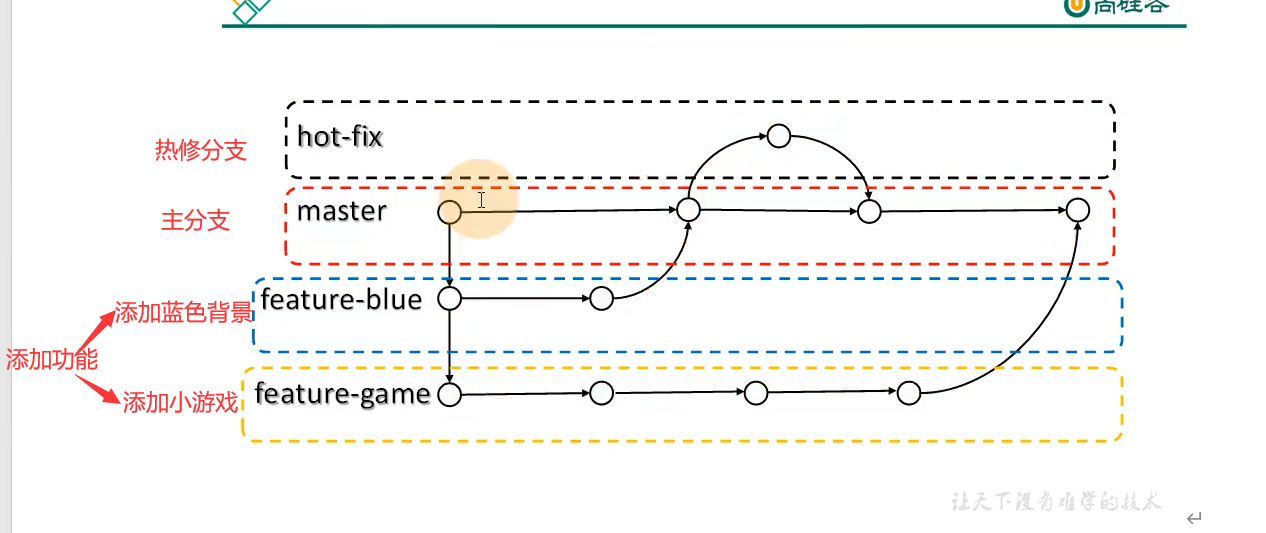 尚硅谷
hot-fix
热修分支
master
主分支
feature-blue
添加蓝色背景
添加功能
feature-game
添加小游戏
让天下没有难学的技术